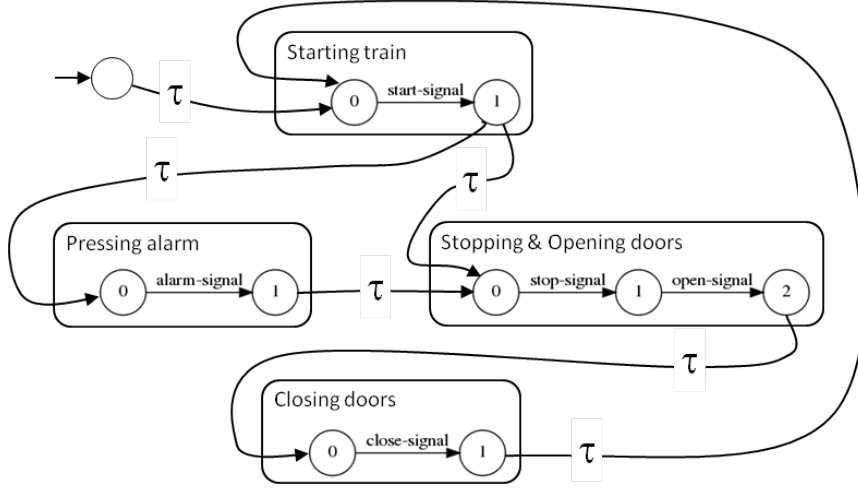 Starting train
0 start-signal 1
τ
τ
τ
Pressing alarm
0 alarm-signal 1
τ
Stopping & Opening doors
0 stop-signal 1 open-signal 2
τ
Closing doors
0 close-signal 1
τ